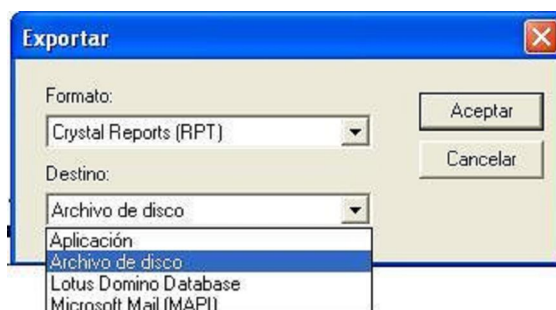 Exportar
Formato:
Crystal Reports (RPT)
Aceptar
Cancelar
Destino:
Archivo de disco
Aplicación
Archivo de disco
Lotus Domino Database
Microsoft Mail (MAPI)